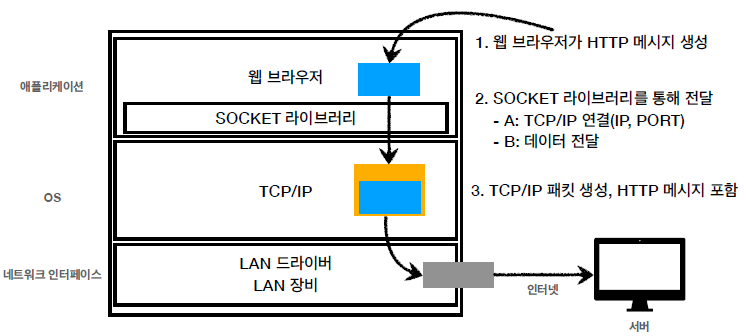 1. 웹 브라우저가 HTTP 메시지 생성
애플리케이션
웹 브라우저
SOCKET 라이브러리
2. SOCKET 라이브러리를 통해 전달
- A: TCP/IP 연결(IP, PORT)
- B: 데이터 전달
OS
TCP/IP
3. TCP/IP 패킷 생성, HTTP 메시지 포함
네트워크 인터페이스
LAN 드라이버
LAN 장비
인터넷
서버